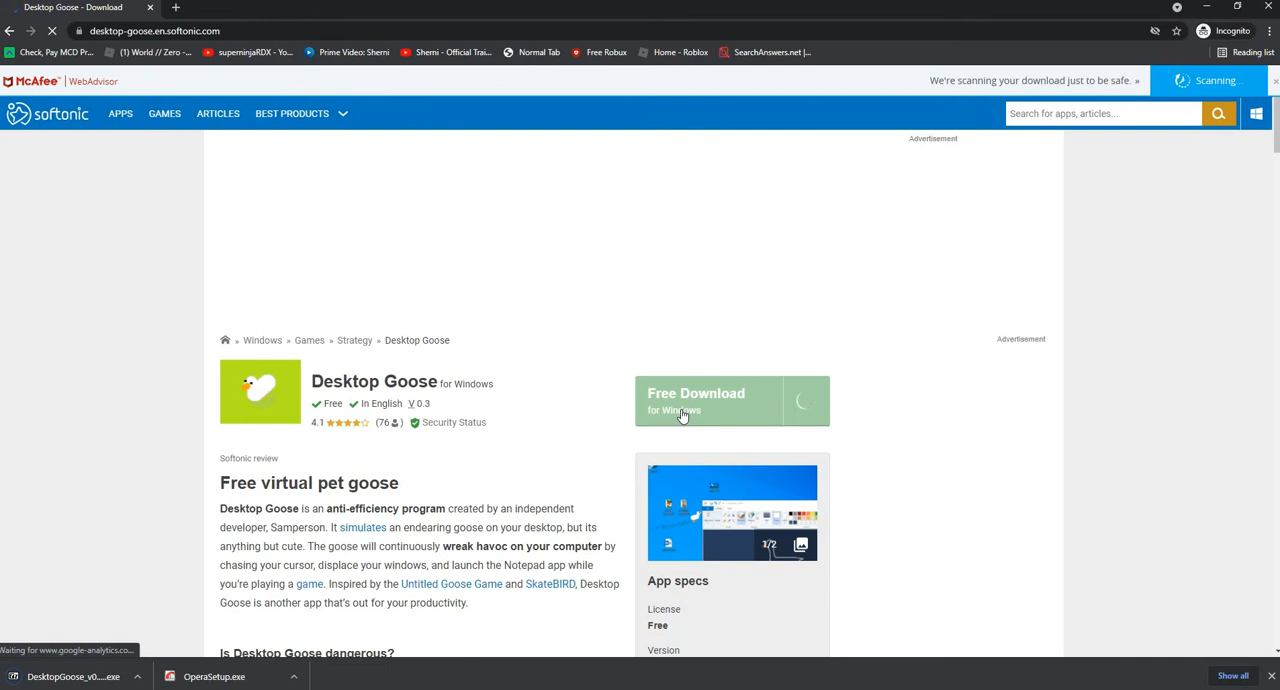 Desktop Goose - Download
desktop-goose.en.softonic.com
Incognito
Check, Pay MCD Pr...
(1) World // Zero -...
superninjaRDX - Yo...
Prime Video: Sherni
Sherni - Official Trai...
Normal Tab
Free Robux
Home - Roblox
SearchAnswers.net |...
Reading list
McAfee™ | WebAdvisor
We're scanning your download just to be safe. »
Scanning...
softonic
APPS
GAMES
ARTICLES
BEST PRODUCTS
Search for apps, articles...
Advertisement
» Windows » Games » Strategy » Desktop Goose
Advertisement
Desktop Goose for Windows
Free
In English
V 0.3
4.1
(76)
Security Status
Free Download
for Windows
Softonic review
Free virtual pet goose
Desktop Goose is an anti-efficiency program created by an independent
developer, Samperson. It simulates an endearing goose on your desktop, but its
anything but cute. The goose will continuously wreak havoc on your computer by
chasing your cursor, displace your windows, and launch the Notepad app while
you're playing a game. Inspired by the Untitled Goose Game and SkateBIRD, Desktop
Goose is another app that's out for your productivity.
Is Desktop Goose dangerous?
1/2
App specs
License
Free
Version
Waiting for www.google-analytics.co...
DesktopGoose_v0....exe
OperaSetup.exe
Show all